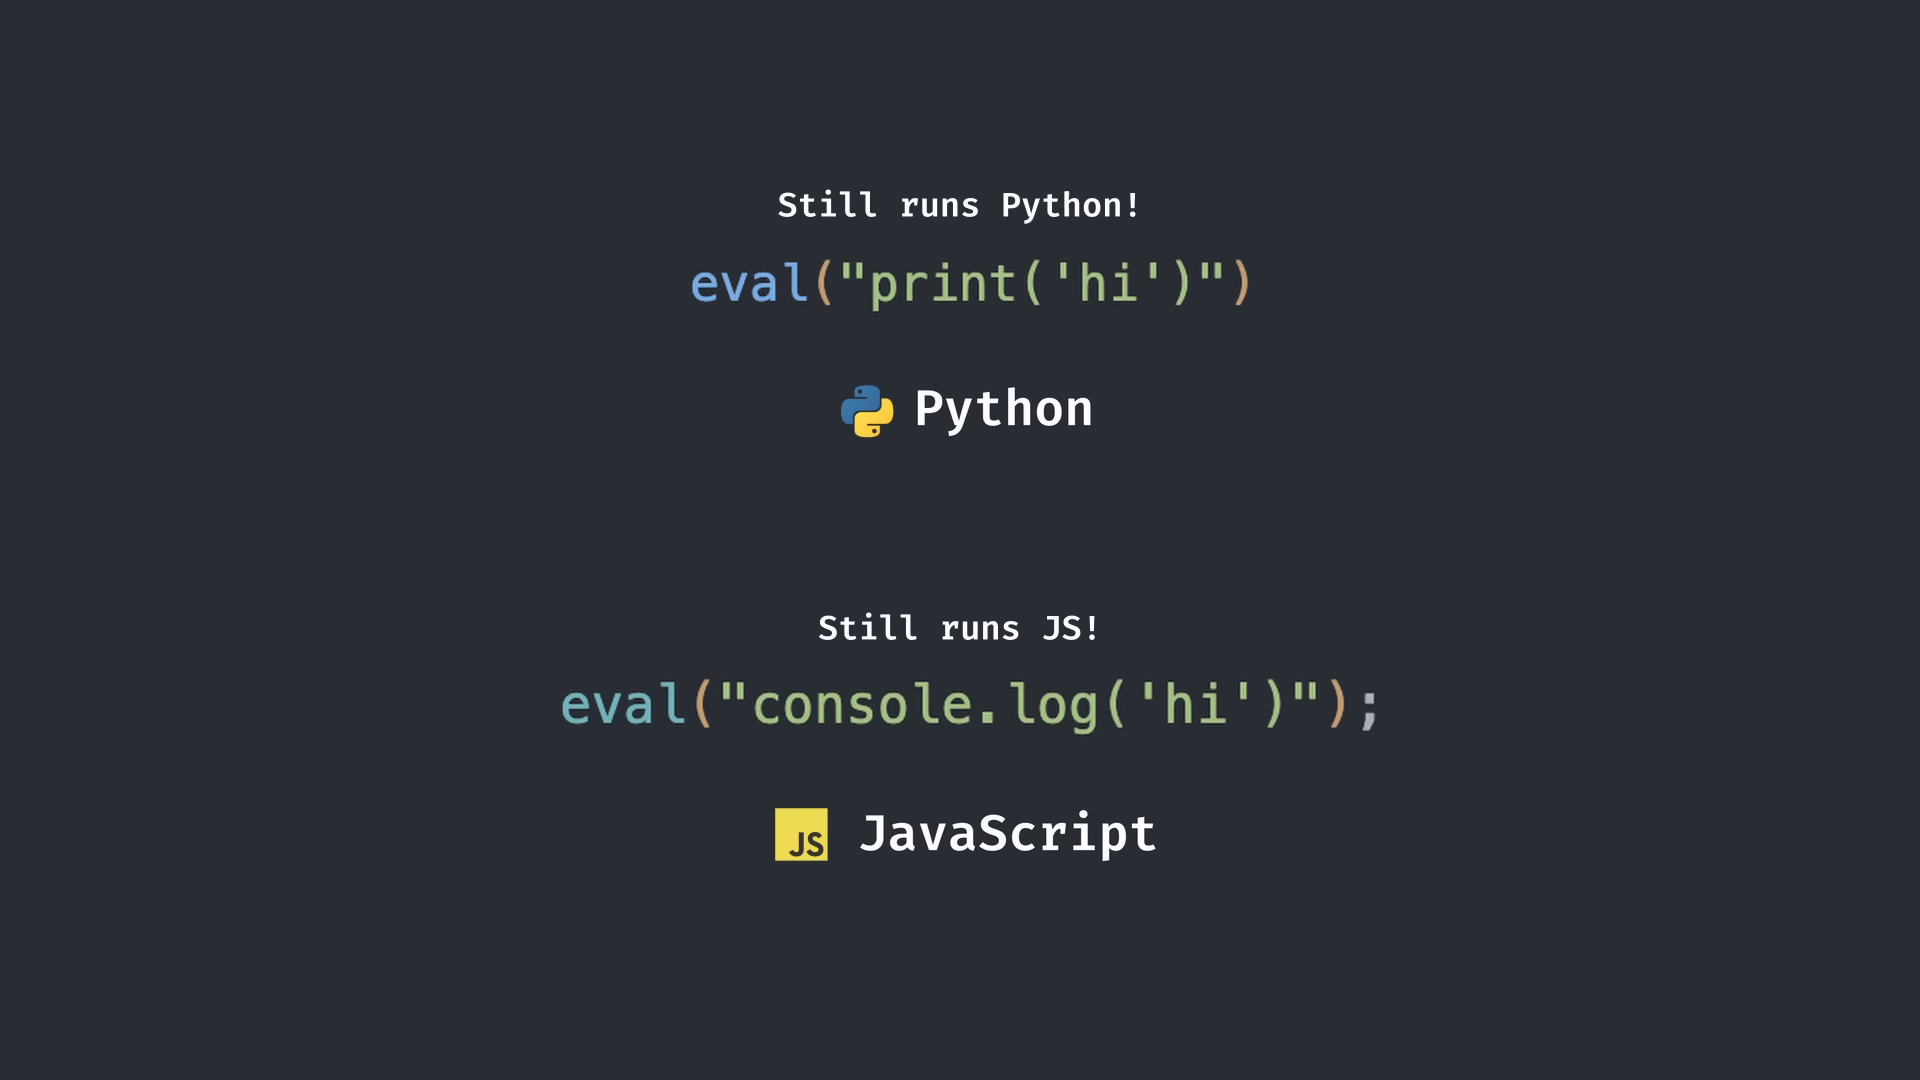 Still runs Python!
eval("print('hi')")
Python
Still runs JS!
eval("console.log('hi')");
JS JavaScript